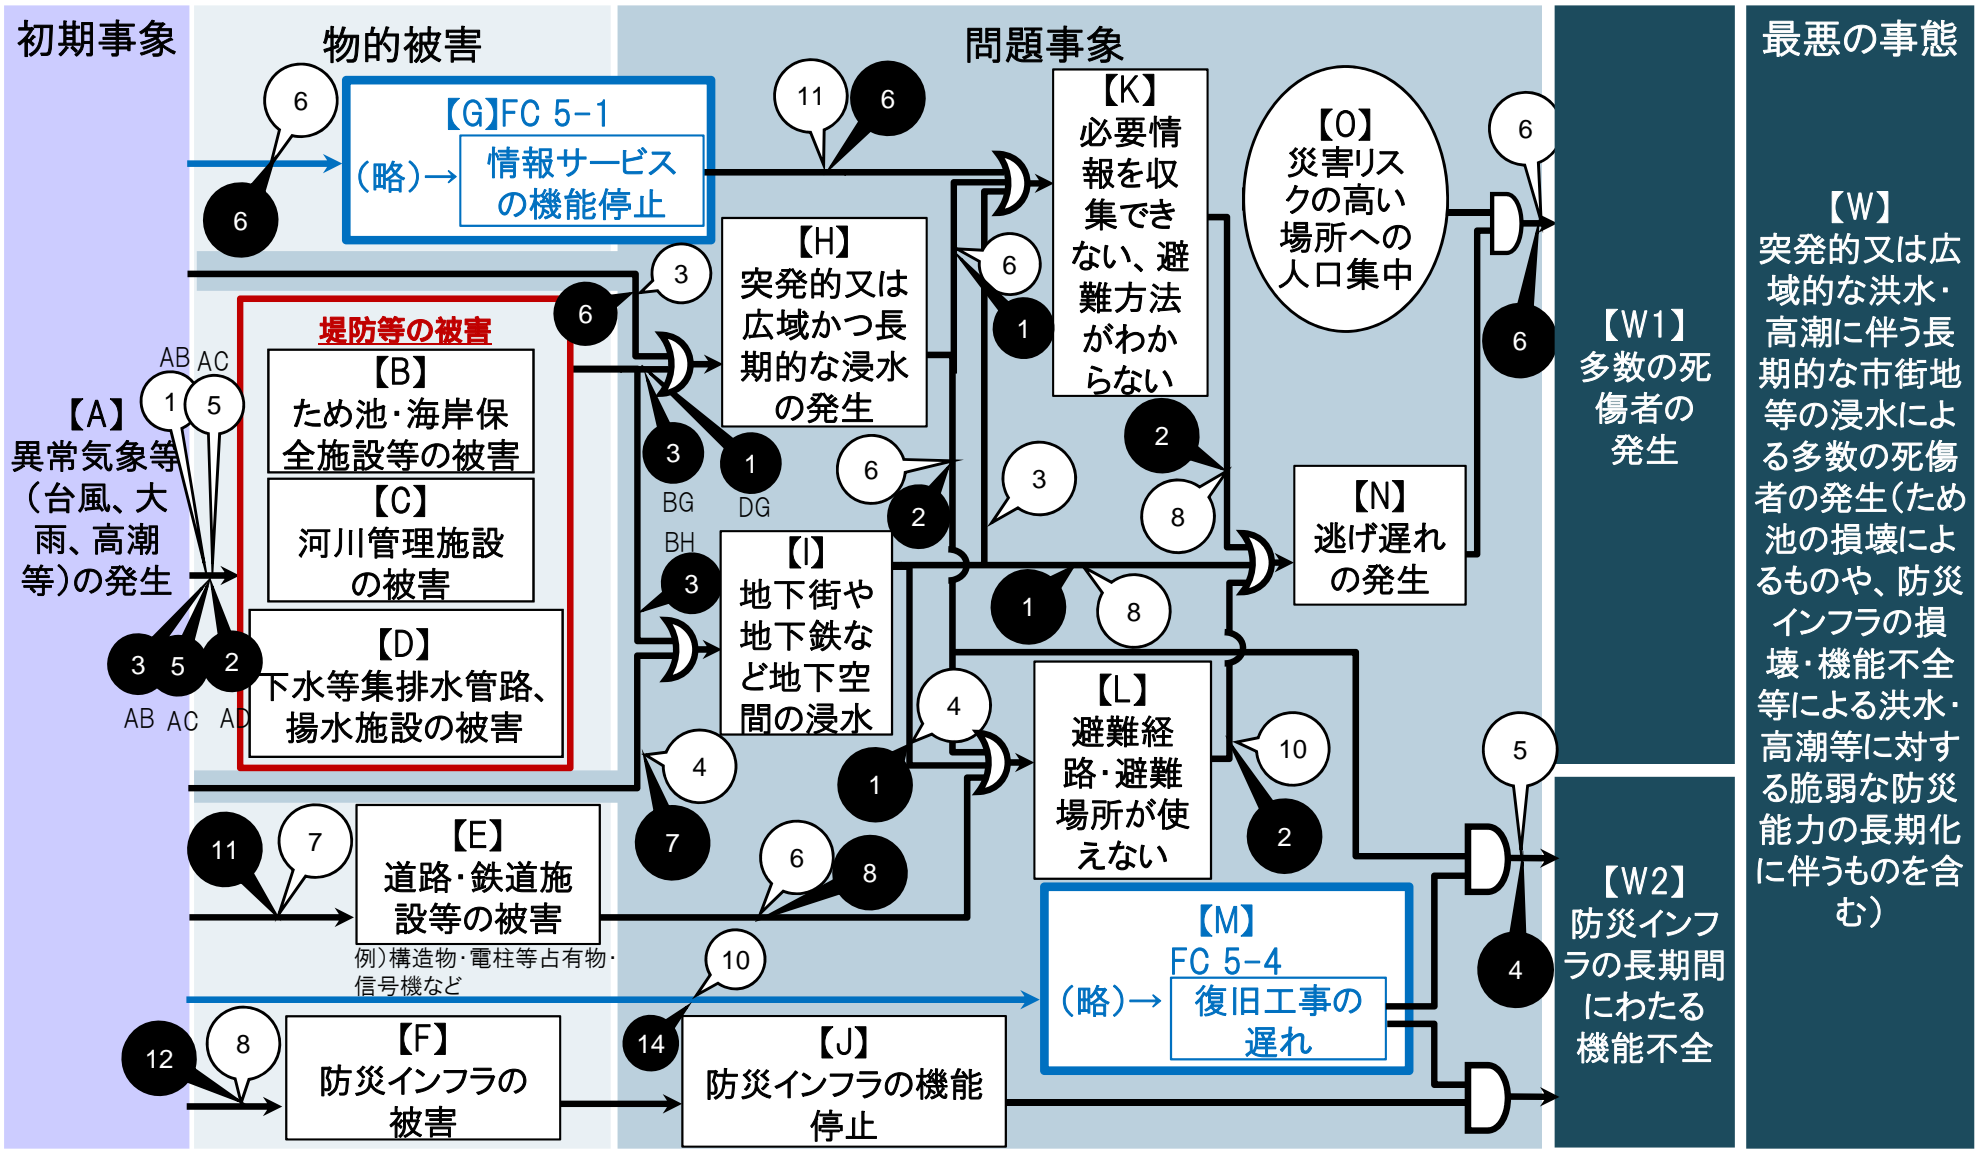 初期事象
物的被害
問題事象
最悪の事態
6
6
【G】FC 5-1
（略）→
情報サービス
の機能停止
11
6
【K】
必要情
報を収
集でき
ない、避
難方法
がわか
らない
【O】
災害リス
クの高い
場所への
人口集中
6
6
3
6
【H】
突発的又は
広域かつ長
期的な浸水
の発生
6
1
堤防等の被害
【B】
ため池・海岸保
全施設等の被害
【C】
河川管理施設
の被害
【D】
下水等集排水管路、
揚水施設の被害
AB
AC
1
5
【A】
異常気象等
（台風、大
雨、高潮
等）の発生
3
5
2
AB
AC
AD
3
1
BG
DG
BH
3
6
2
3
2
8
【I】
地下街や
地下鉄な
ど地下空
間の浸水
1
8
【N】
逃げ遅れ
の発生
4
1
4
7
【L】
避難経
路・避難
場所が使
えない
10
2
5
4
11
7
【E】
道路・鉄道施
設等の被害
例）構造物・電柱等占有物・
信号機など
6
8
10
14
【M】
FC 5-4
（略）→
復旧工事の
遅れ
12
8
【F】
防災インフラの
被害
【J】
防災インフラの機能
停止
【W1】
多数の死
傷者の
発生
【W2】
防災インフ
ラの長期間
にわたる
機能不全
【W】
突発的又は広
域的な洪水・
高潮に伴う長
期的な市街地
等の浸水によ
る多数の死傷
者の発生（ため
池の損壊によ
るものや、防災
インフラの損
壊・機能不全
等による洪水・
高潮等に対す
る脆弱な防災
能力の長期化
に伴うものを含
む）